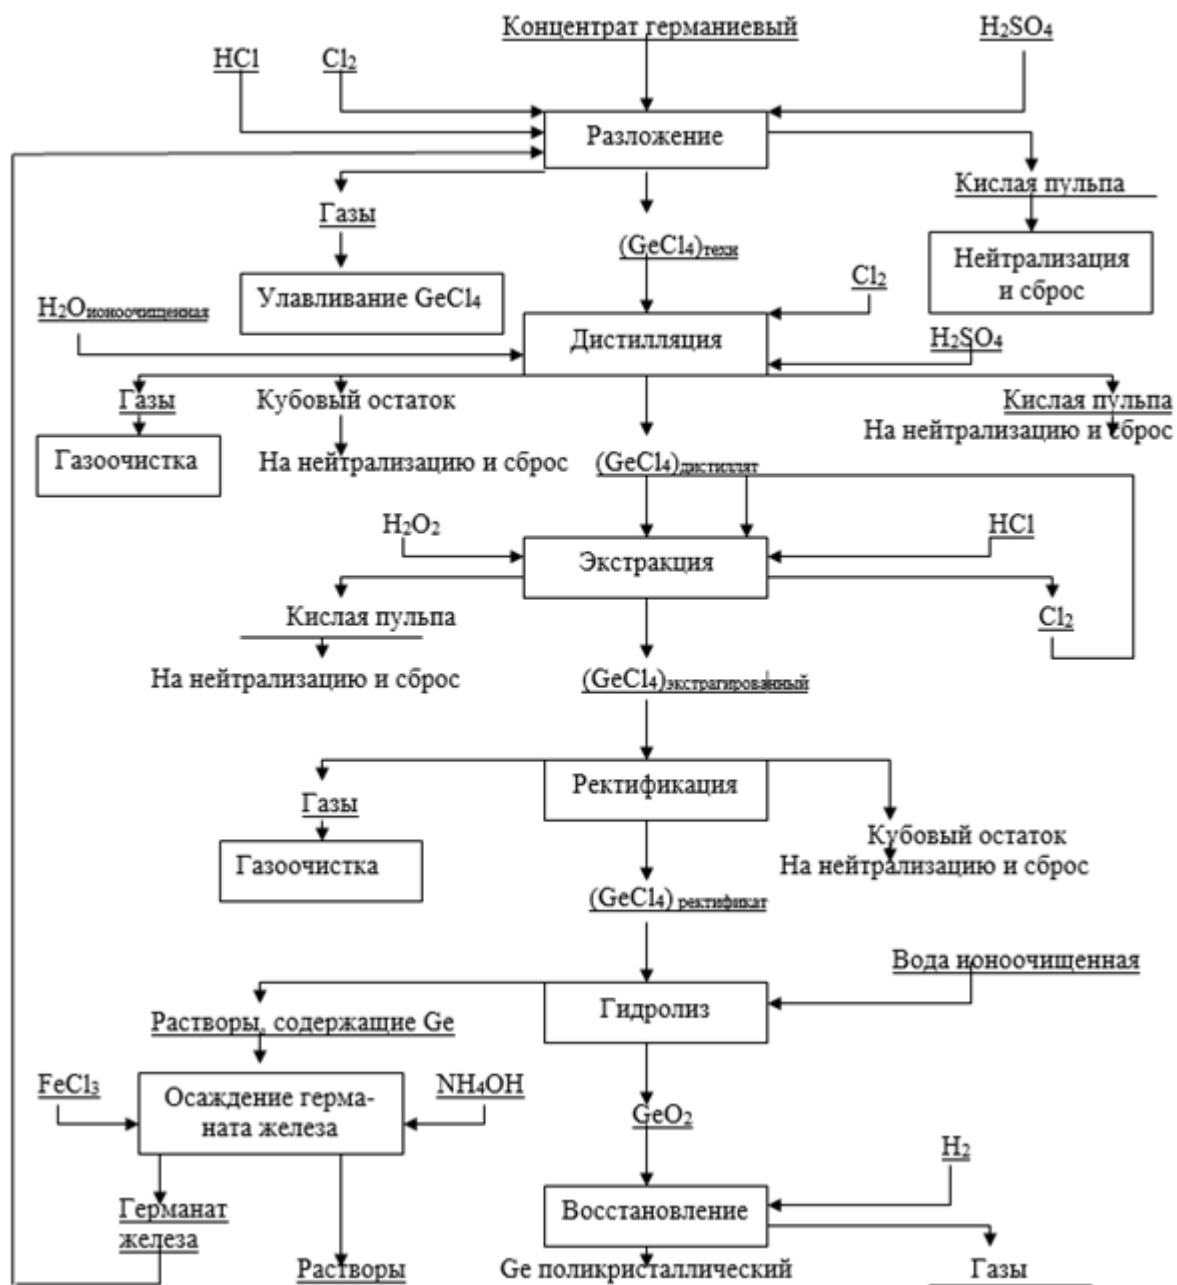 Концентрат германиевый
H₂SO₄
HCl
Cl₂
Разложение
Кислая пульпа
Газы
(GeCl₄)техн
Нейтрализация
и сброс
Cl₂
Улавливание GeCl₄
H₂Oионоочищенная
Дистилляция
H₂SO₄
Газы
Кубовый остаток
Кислая пульпа
На нейтрализацию и сброс
Газоочистка
На нейтрализацию и сброс
(GeCl₄)дистиллят
H₂O₂
HCl
Экстракция
Кислая пульпа
Cl₂
На нейтрализацию и сброс
(GeCl₄)экстрагированный
Ректификация
Газы
Кубовый остаток
Газоочистка
На нейтрализацию и сброс
(GeCl₄) ректификат
Вода ионоочищенная
Гидролиз
Растворы, содержащие Ge
FeCl₃
Осаждение герма-
ната железа
NH₄OH
GeO₂
H₂
Германат
железа
Восстановление
Растворы
Ge поликристаллический
Газы